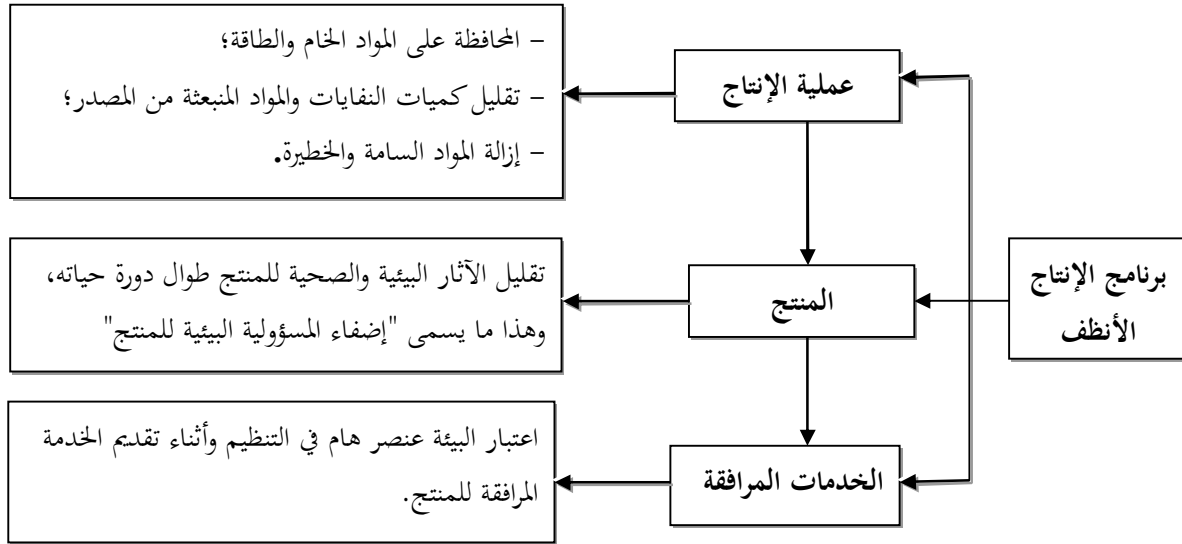 – المحافظة على المواد الخام والطاقة؛
– تقليل كميات النفايات والمواد المنبعثة من المصدر؛
– إزالة المواد السامة والخطيرة.
عملية الإنتاج
برنامج الإنتاج
الأنظف
المنتج
تقليل الآثار البيئية والصحية للمنتج طوال دورة حياته،
وهذا ما يسمى "إضفاء المسؤولية البيئية للمنتج"
الخدمات المرافقة
اعتبار البيئة عنصر هام في التنظيم وأثناء تقديم الخدمة
المرافقة للمنتج.